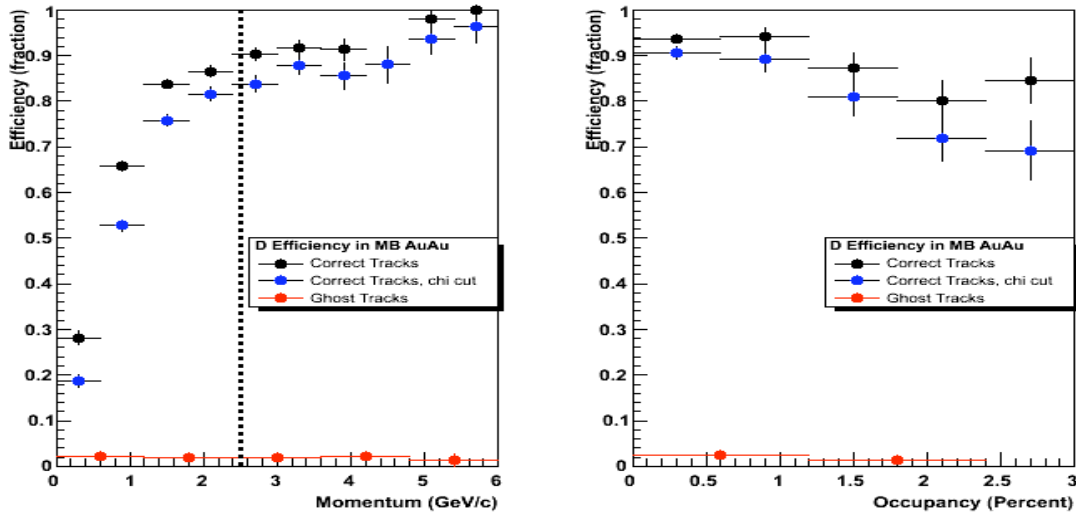 Efficiency (fraction)
1
0.9
0.8
0.7
0.6
0.5
0.4
0.3
0.2
0.1
0
D Efficiency in MB AuAu
Correct Tracks
Correct Tracks, chi cut
Ghost Tracks
0 1 2 3 4 5 6
Momentum (GeV/c)
Efficiency (fraction)
1
0.9
0.8
0.7
0.6
0.5
0.4
0.3
0.2
0.1
0
D Efficiency in MB AuAu
Correct Tracks
Correct Tracks, chi cut
Ghost Tracks
0 0.5 1 1.5 2 2.5 3
Occupancy (Percent)